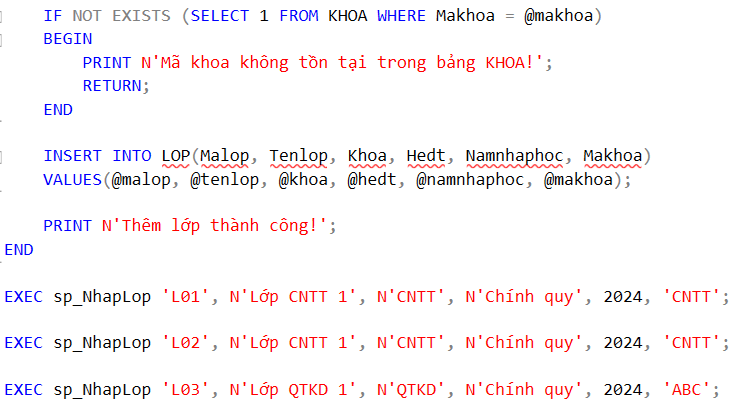 IF NOT EXISTS (SELECT 1 FROM KHOA WHERE Makhoa = @makhoa)
BEGIN
PRINT N'Mã khoa không tồn tại trong bảng KHOA!';
RETURN;
END
INSERT INTO LOP(Malop, Tenlop, Khoa, Hedt, Namnhaphoc, Makhoa)
VALUES(@malop, @tenlop, @khoa, @hedt, @namnhaphoc, @makhoa);
PRINT N'Thêm lớp thành công!';
END
EXEC sp_NhapLop 'L01', N'Lớp CNTT 1', N'CNTT', N'Chính quy', 2024, 'CNTT';
EXEC sp_NhapLop 'L02', N'Lớp CNTT 1', N'CNTT', N'Chính quy', 2024, 'CNTT';
EXEC sp_NhapLop 'L03', N'Lớp QTKD 1', N'QTKD', N'Chính quy', 2024, 'ABC';